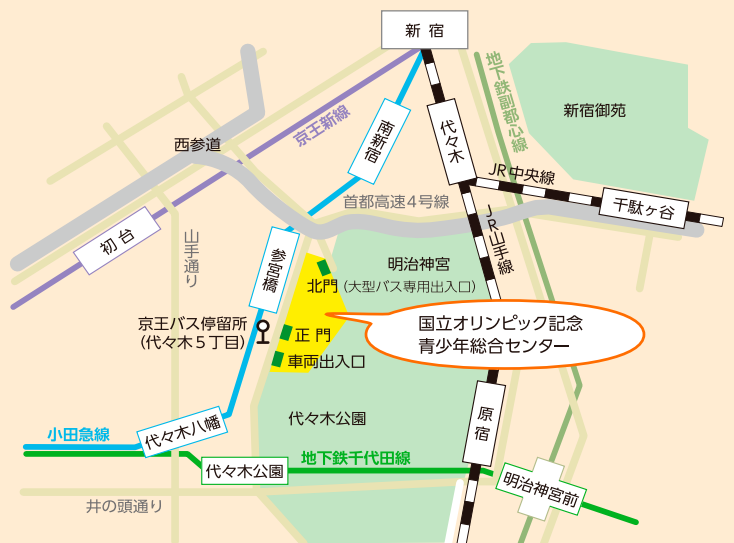 新宿
地下鉄副都心線
新宿御苑
京王新線
南新宿
代々木
西参道
JR中央線
千駄ヶ谷
首都高速4号線
JR山手線
初台
山手通り
参宮橋
明治神宮
北門（大型バス専用出入口）
京王バス停留所
（代々木5丁目）
正門
車両出入口
国立オリンピック記念
青少年総合センター
代々木公園
原宿
小田急線
代々木八幡
地下鉄千代田線
代々木公園
明治神宮前
井の頭通り